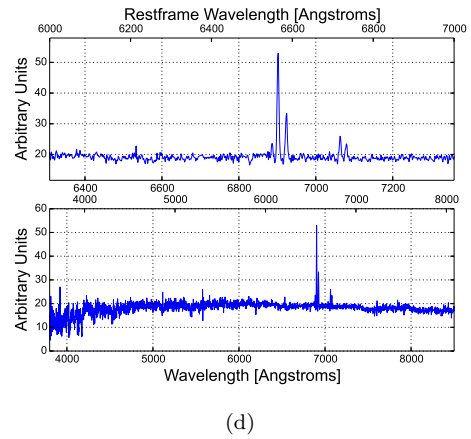 Restframe Wavelength [Angstroms]
6000 6200 6400 6600 6800 7000
Arbitrary Units
50
40
30
20
6400 6600 6800 7000 7200
4000 5000 6000 7000 8000
Arbitrary Units
60
50
40
30
20
10
0
4000 5000 6000 7000 8000
Wavelength [Angstroms]
(d)